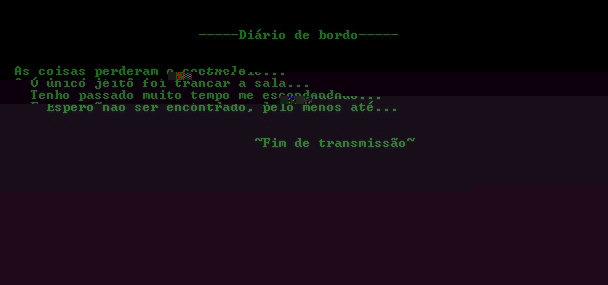 -----Diário de bordo-----
As coisas perderam o controle...
O único jeito foi trancar a sala...
Tenho passado muito tempo me escondendo...
Espero não ser encontrado, pelo menos até...
~Fim de transmissão~